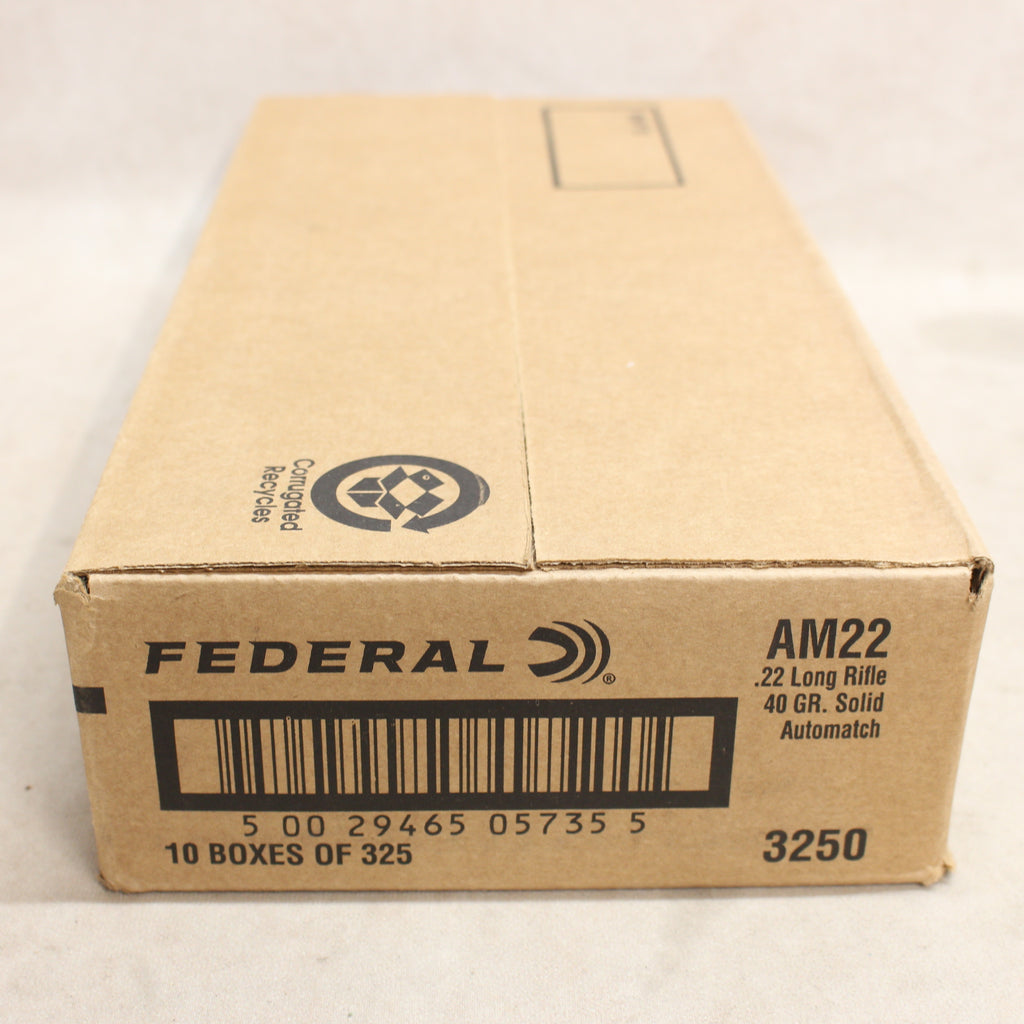 Corrugated
Recycles
FEDERAL ®
AM22
.22 Long Rifle
40 GR. Solid
Automatch
5 00 29465 05735 5
10 BOXES OF 325
3250